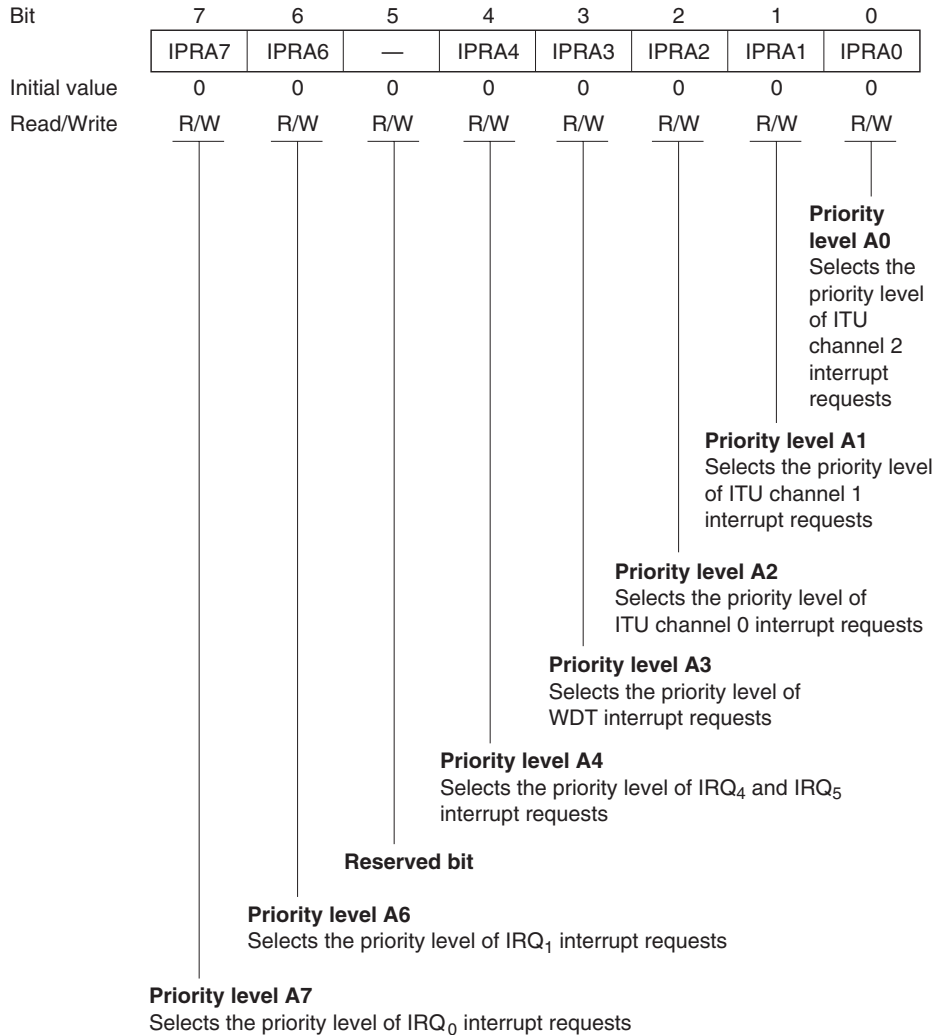 Bit 7 6 5 4 3 2 1 0
IPRA7 IPRA6 — IPRA4 IPRA3 IPRA2 IPRA1 IPRA0
Initial value 0 0 0 0 0 0 0 0
Read/Write R/W R/W R/W R/W R/W R/W R/W R/W
Priority
level A0
Selects the
priority level
of ITU
channel 2
interrupt
requests
Priority level A1
Selects the priority level
of ITU channel 1
interrupt requests
Priority level A2
Selects the priority level of
ITU channel 0 interrupt requests
Priority level A3
Selects the priority level of
WDT interrupt requests
Priority level A4
Selects the priority level of IRQ₄ and IRQ₅
interrupt requests
Reserved bit
Priority level A6
Selects the priority level of IRQ₁ interrupt requests
Priority level A7
Selects the priority level of IRQ₀ interrupt requests